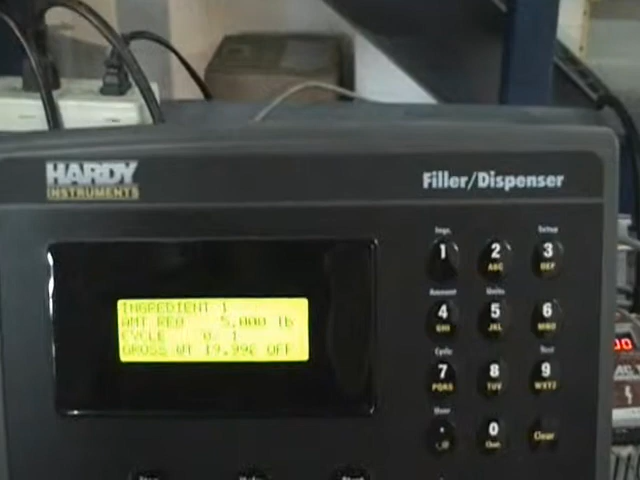 HARDY
INSTRUMENTS
Filler/Dispenser
INGREDIENT 1
AMT REQ 5.000 lb
CYCLE 0/ 1
GROSS WT 19.996 OFF
1
2
ABC
Setup
3
DEF
Amount
4
GHI
Units
5
JKL
6
MNO
Cycle
7
PQRS
8
TUV
Test
9
WXYZ
0
Clear